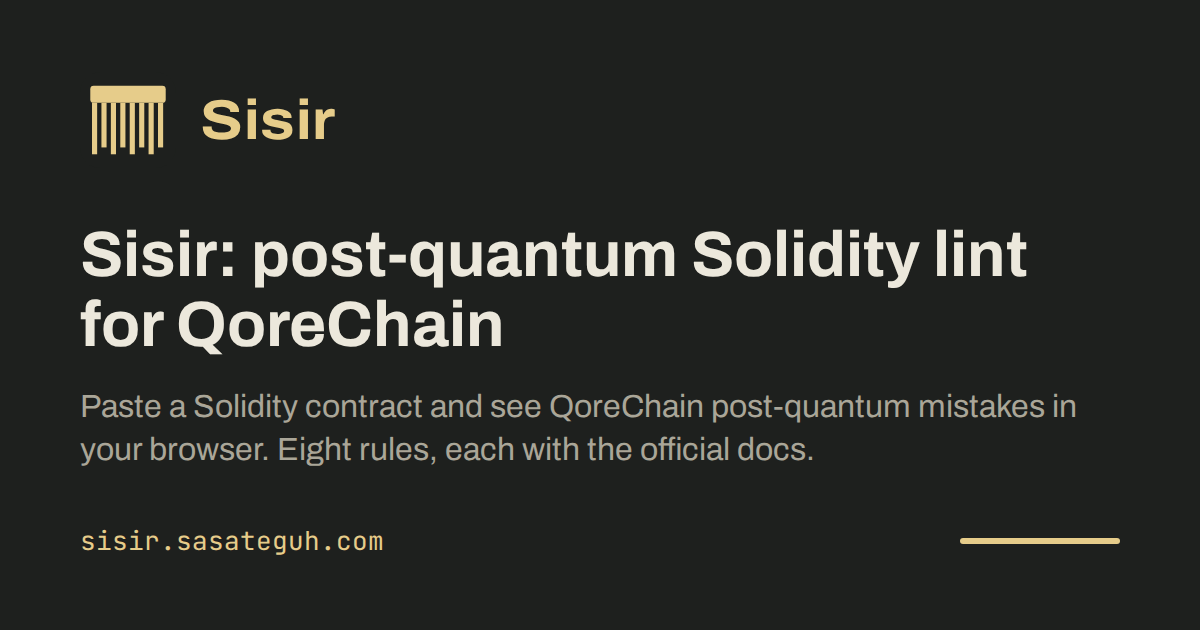 Sisir
Sisir: post-quantum Solidity lint
for QoreChain
Paste a Solidity contract and see QoreChain post-quantum mistakes in
your browser. Eight rules, each with the official docs.
sisir.sasateguh.com